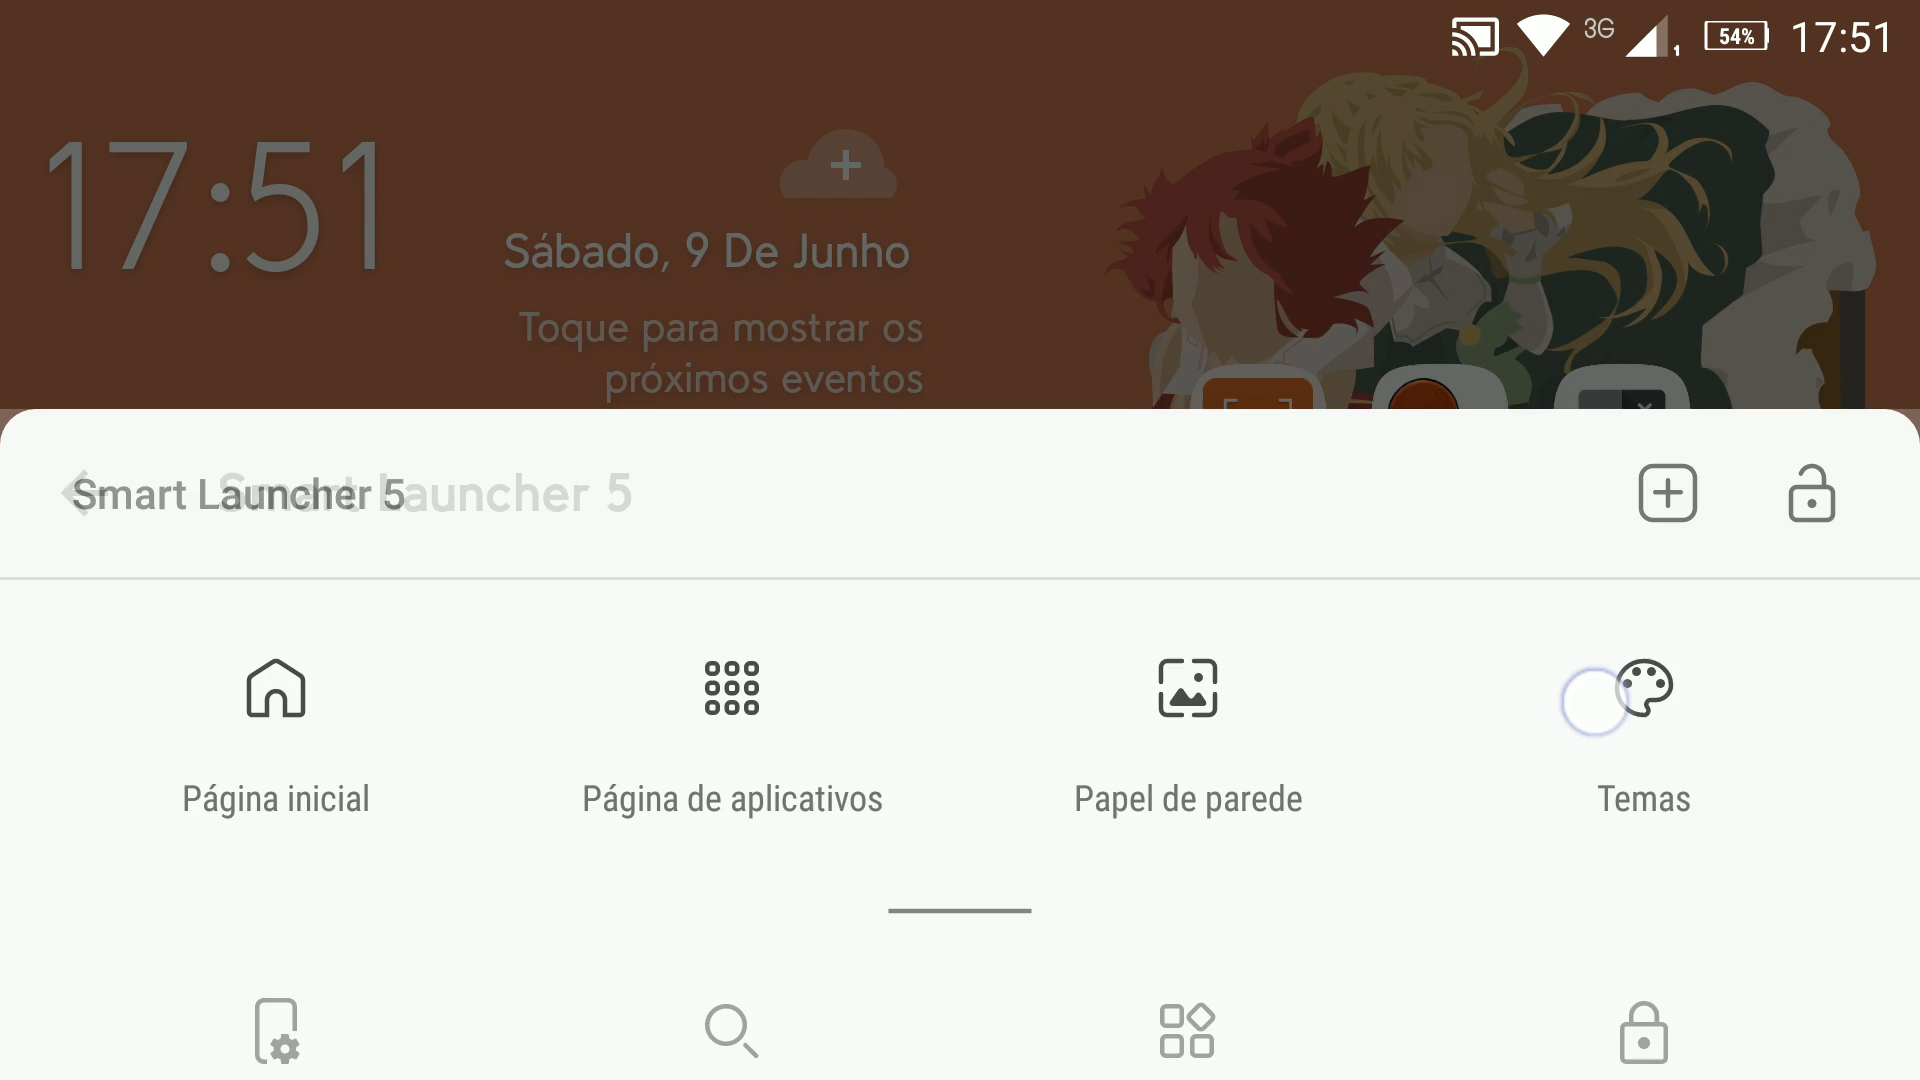 3G
1
54%
17:51
17:51
Sábado, 9 De Junho
Toque para mostrar os
próximos eventos
Smart Launcher 5
Smart Launcher 5
Página inicial
Página de aplicativos
Papel de parede
Temas